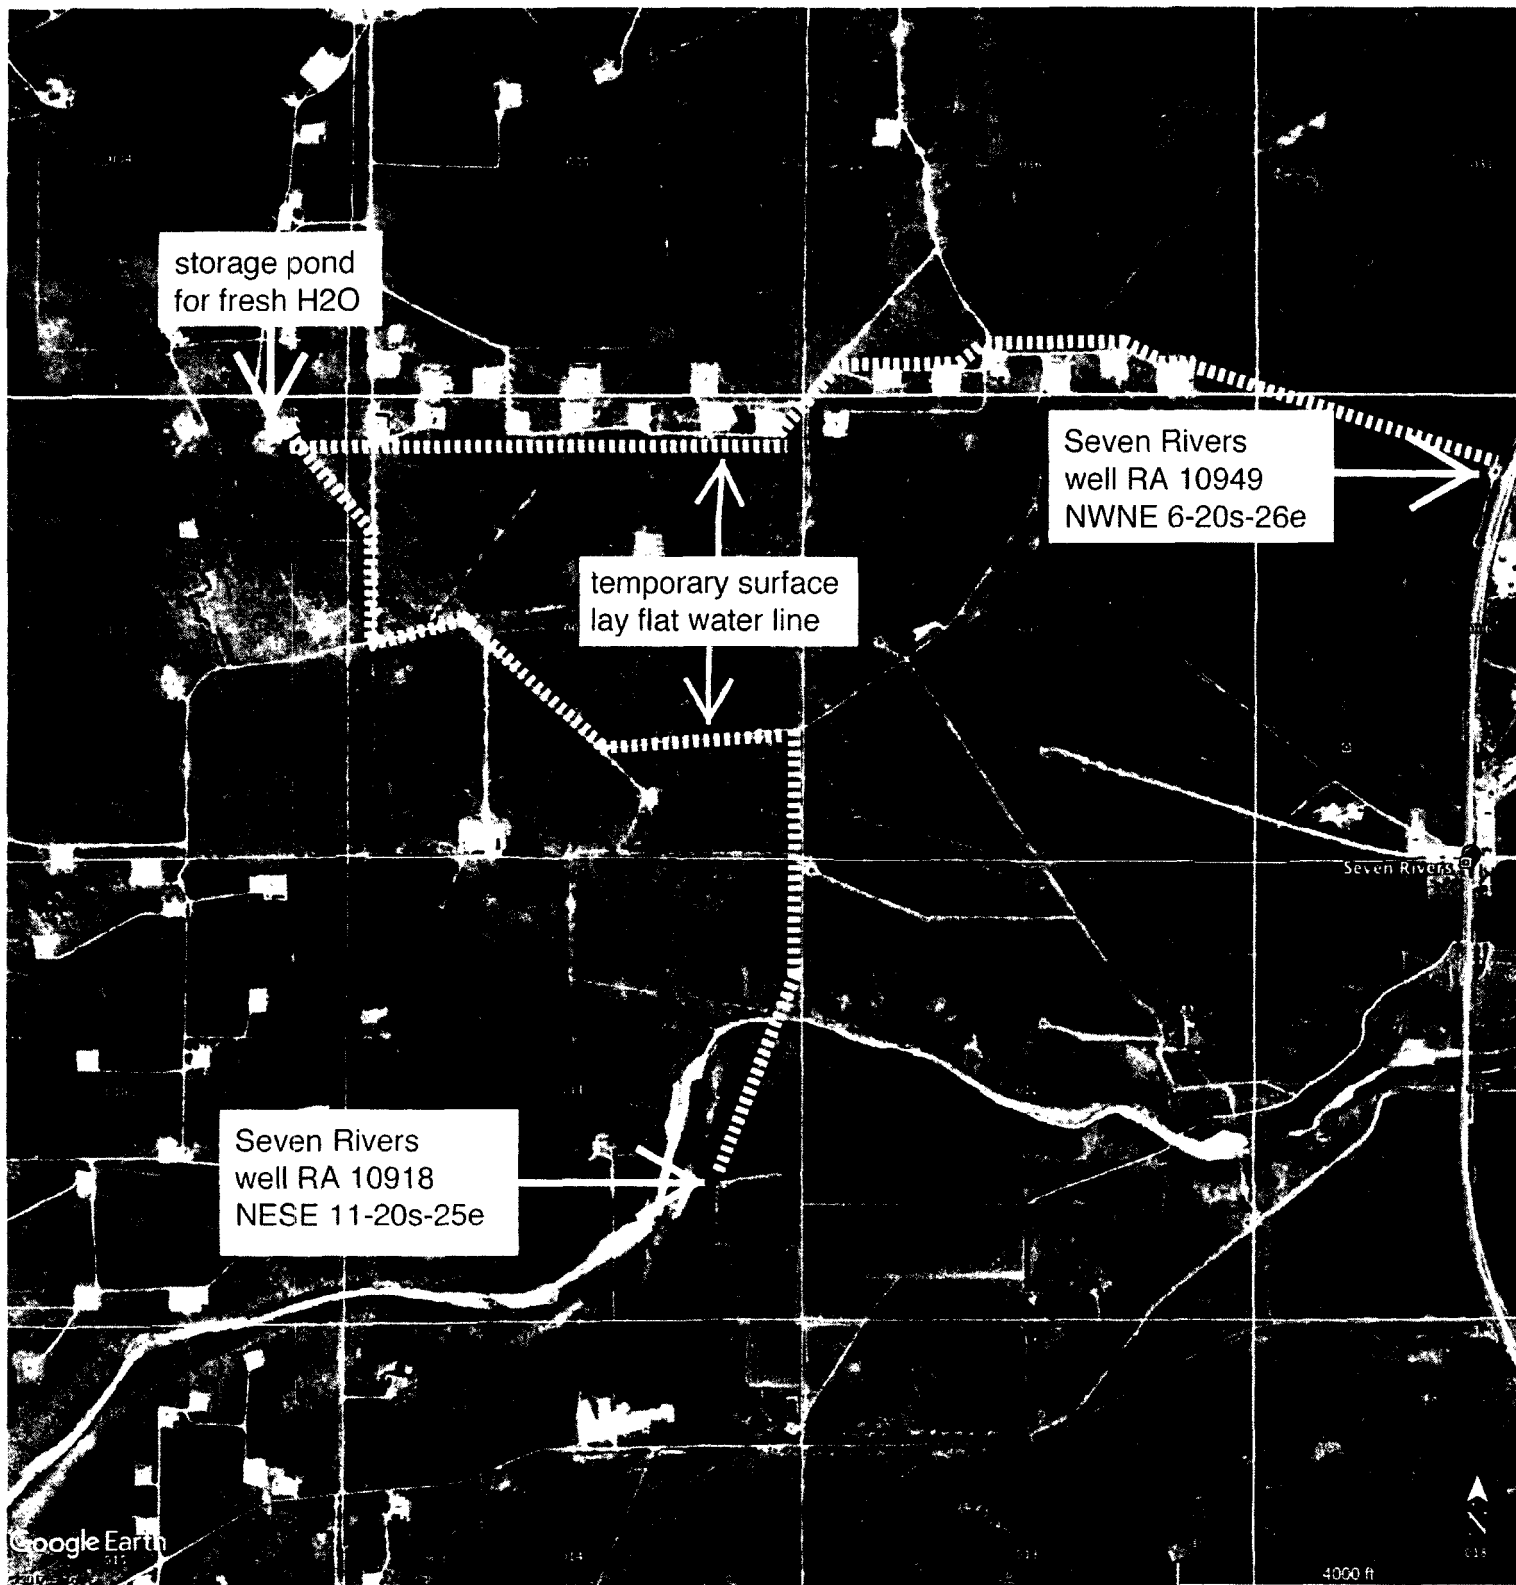 storage pond
for fresh H2O
Seven Rivers
well RA 10949
NWNE 6-20s-26e
temporary surface
lay flat water line
Seven Rivers
Seven Rivers
well RA 10918
NESE 11-20s-25e
Google Earth
4000 ft